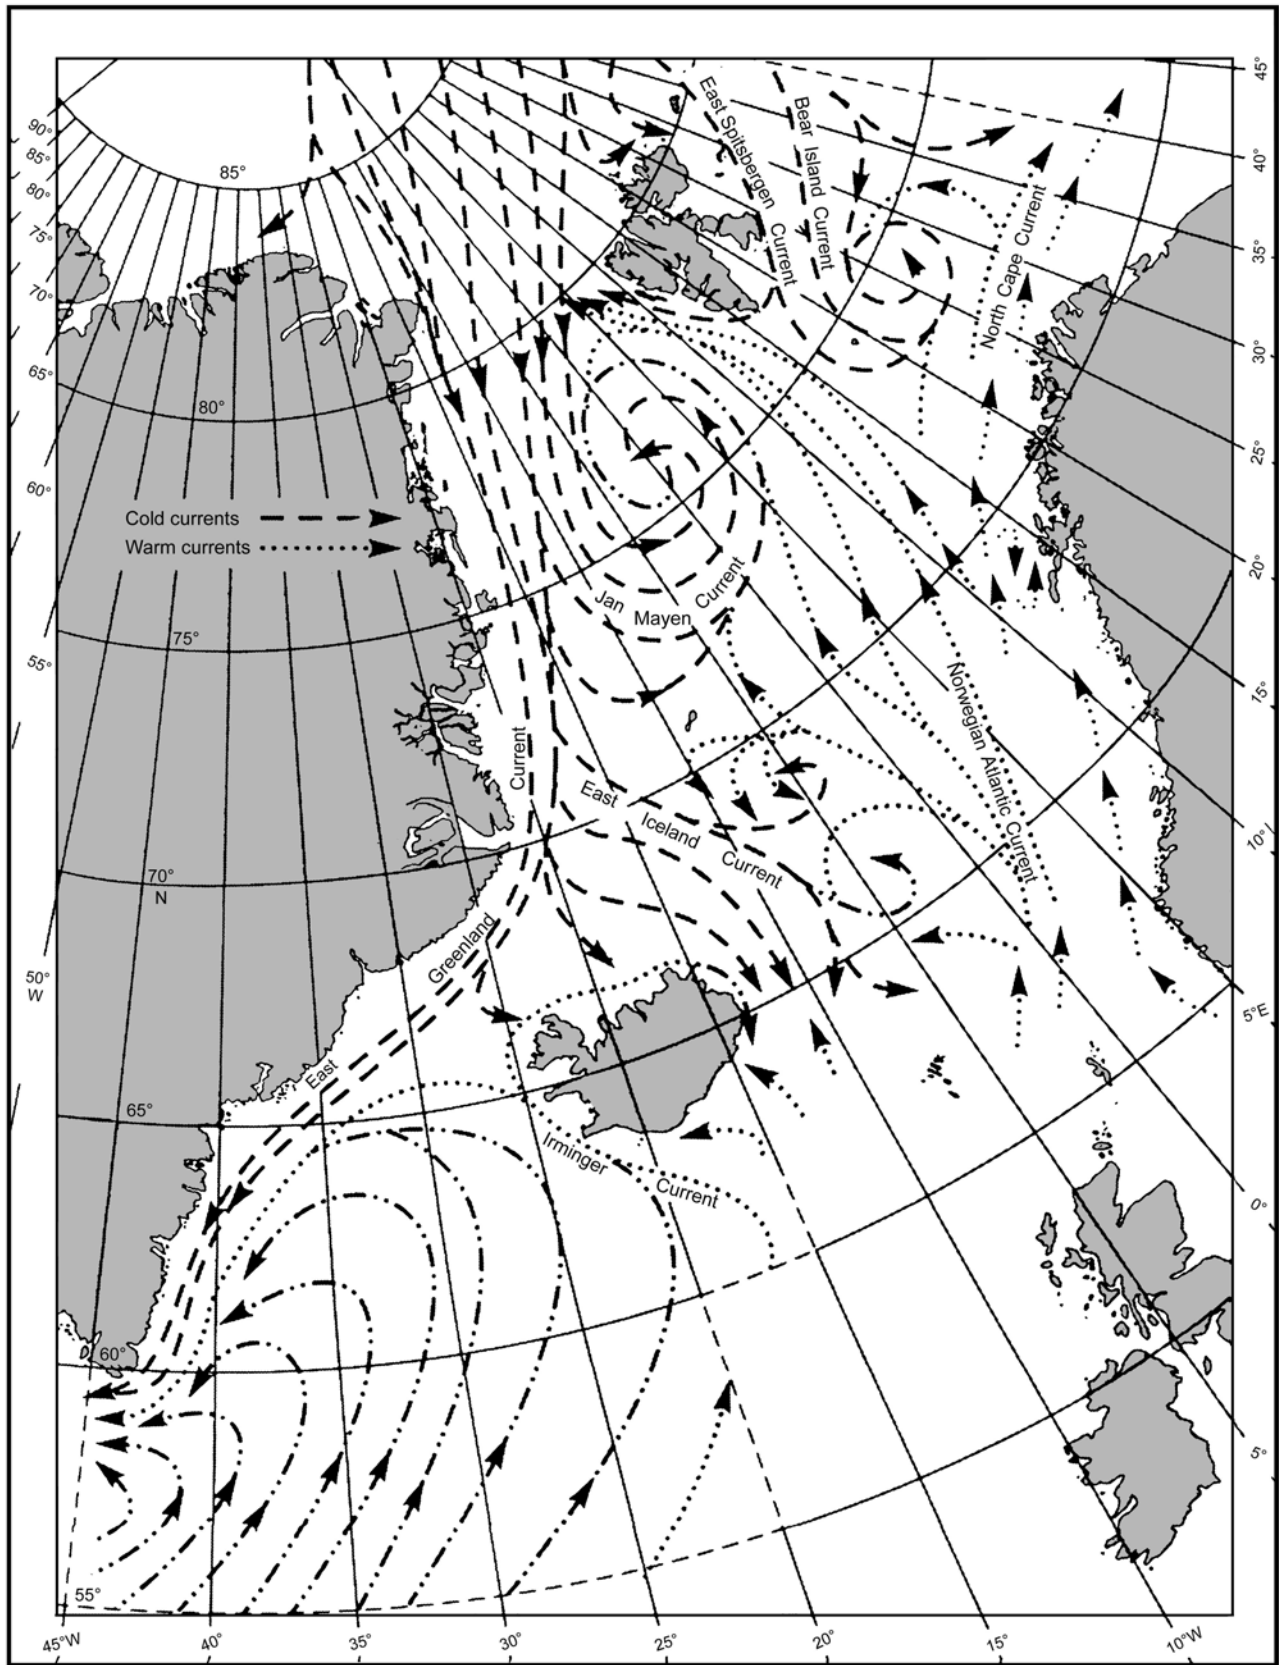 45°
90°
85°
80°
75°
70°
65°
60°
55°
50°
W
85°
East Spitsbergen Current
Bear Island Current
North Cape Current
40°
35°
30°
25°
20°
15°
10°
5°E
0°
5°
80°
Cold currents
Warm currents
75°
Jan Mayen Current
Norwegian Atlantic Current
Current
East Iceland Current
70°
N
Greenland
East
65°
Irminger Current
60°
55°
45°W
40°
35°
30°
25°
20°
15°
10°W